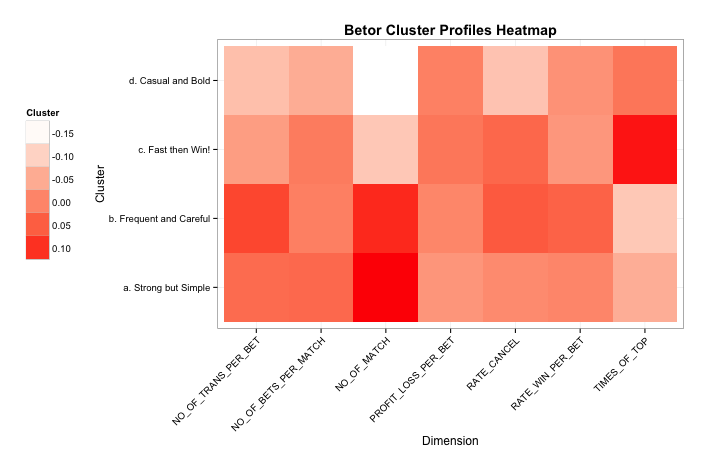 Betor Cluster Profiles Heatmap
Cluster
-0.15
-0.10
-0.05
0.00
0.05
0.10
Cluster
d. Casual and Bold
c. Fast then Win!
b. Frequent and Careful
a. Strong but Simple
NO_OF_TRANS_PER_BET
NO_OF_BETS_PER_MATCH
NO_OF_MATCH
PROFIT_LOSS_PER_BET
RATE_CANCEL
RATE_WIN_PER_BET
TIMES_OF_TOP
Dimension